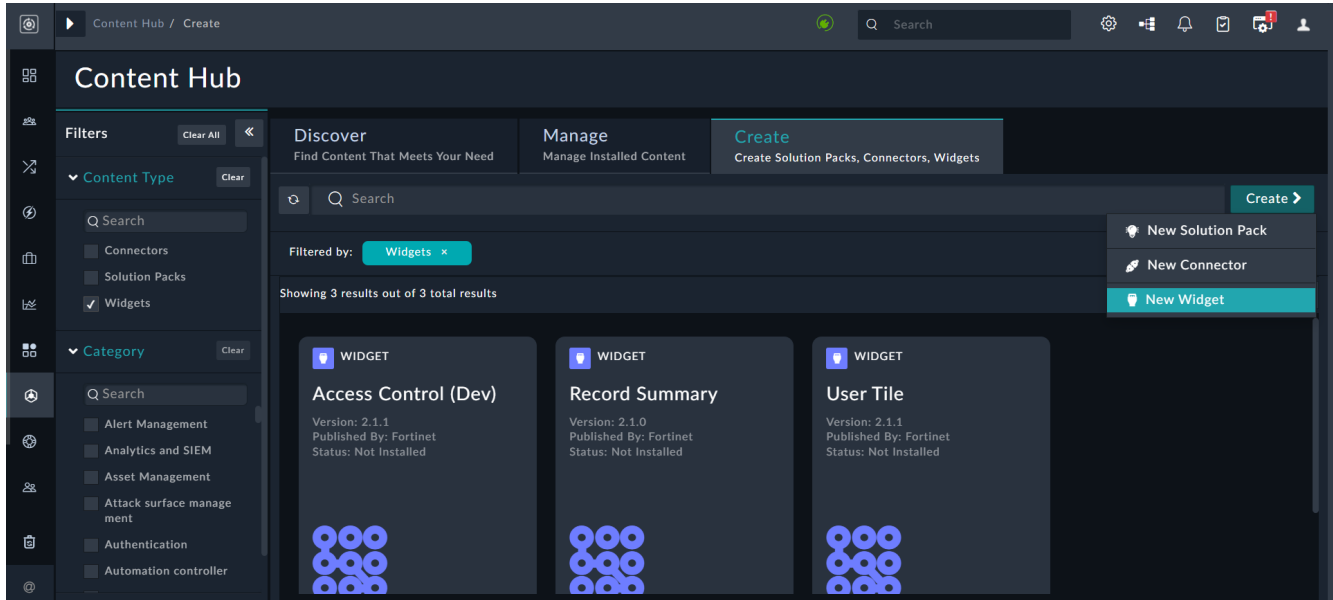 Content Hub / Create
Search
!
Content Hub
Filters
Clear All
Content Type
Clear
Search
Connectors
Solution Packs
Widgets
Category
Clear
Search
Alert Management
Analytics and SIEM
Asset Management
Attack surface manage
ment
Authentication
Automation controller
Discover
Find Content That Meets Your Need
Manage
Manage Installed Content
Create
Create Solution Packs, Connectors, Widgets
Search
Create
New Solution Pack
New Connector
New Widget
Filtered by: Widgets ×
Showing 3 results out of 3 total results
WIDGET
Access Control (Dev)
Version: 2.1.1
Published By: Fortinet
Status: Not Installed
WIDGET
Record Summary
Version: 2.1.0
Published By: Fortinet
Status: Not Installed
WIDGET
User Tile
Version: 2.1.1
Published By: Fortinet
Status: Not Installed
@